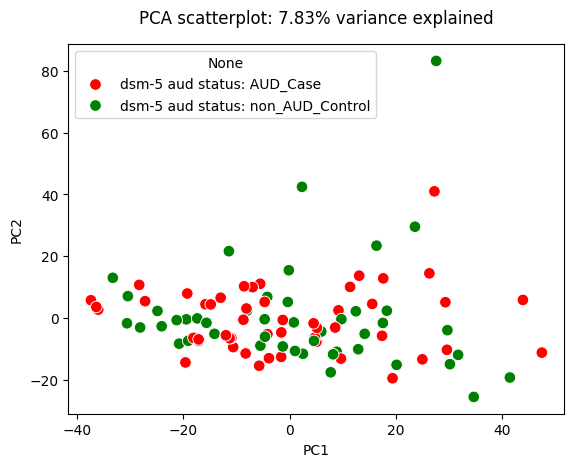 PCA scatterplot: 7.83% variance explained
None
dsm-5 aud status: AUD_Case
dsm-5 aud status: non_AUD_Control
80
60
40
20
0
−20
PC2
−40
−20
0
20
40
PC1